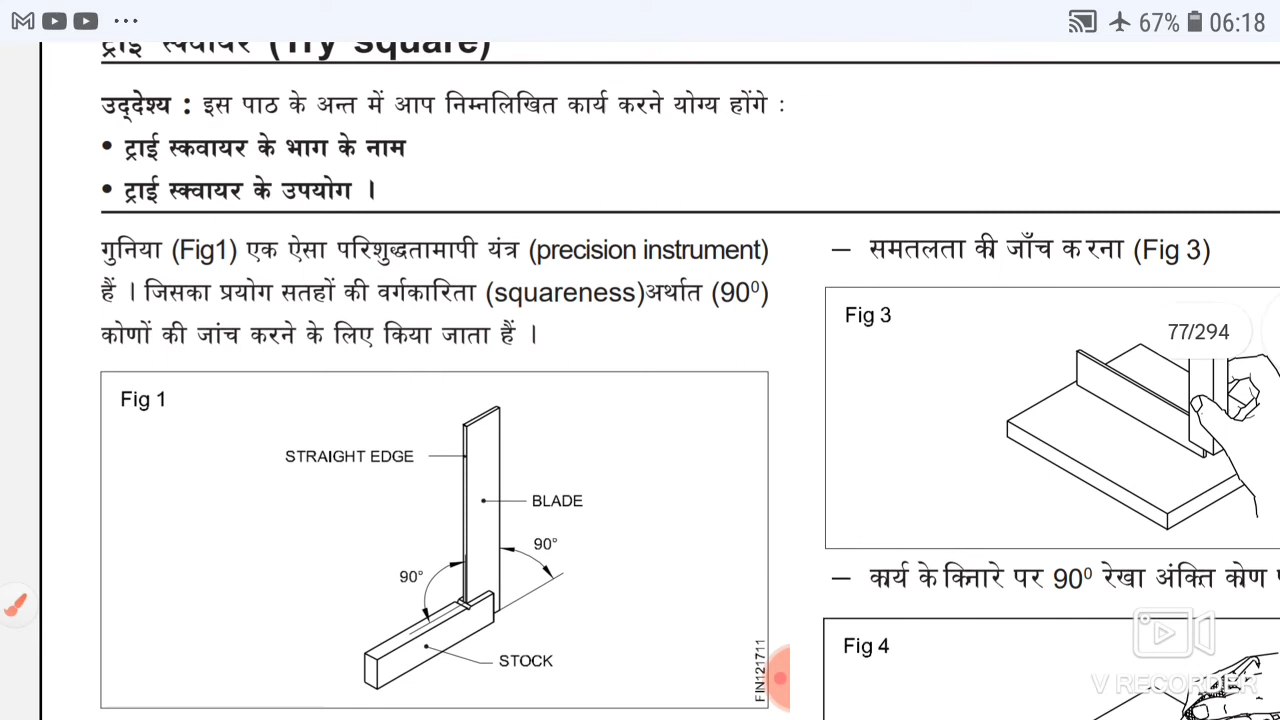 67% 06:18
ट्राई स्क्वायर (Try square)
उद्देश्य : इस पाठ के अन्त में आप निम्नलिखित कार्य करने योग्य होंगे :
• ट्राई स्कवायर के भाग के नाम
• ट्राई स्क्वायर के उपयोग ।
गुनिया (Fig1) एक ऐसा परिशुद्धतामापी यंत्र (precision instrument)
हैं । जिसका प्रयोग सतहों की वर्गकारिता (squareness)अर्थात (90⁰)
कोणों की जांच करने के लिए किया जाता हैं ।
Fig 1
STRAIGHT EDGE
BLADE
90°
90°
STOCK
FIN121711
– समतलता की जाँच करना (Fig 3)
Fig 3
77/294
– कार्य के किनारे पर 90⁰ रेखा अंकित कोण
Fig 4
V RECORDER